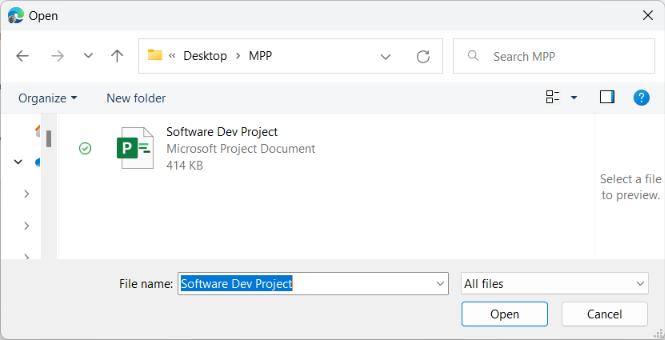 Open
« Desktop > MPP
Search MPP
Organize
New folder
?
Software Dev Project
P
Microsoft Project Document
414 KB
Select a file
to preview.
File name: Software Dev Project
All files
Open
Cancel